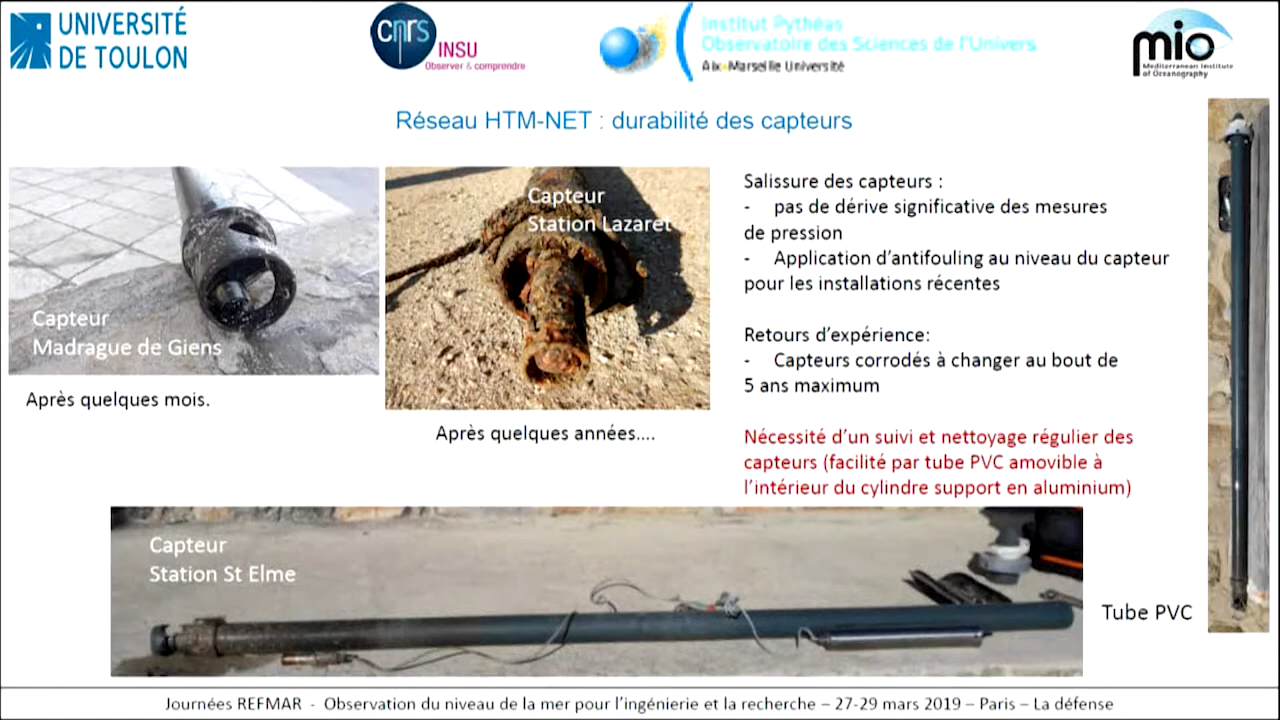 UNIVERSITÉ
DE TOULON
cnrs
INSU
Observer & comprendre
Institut Pythéas
Observatoire des Sciences de l'Univers
Aix-Marseille Université
mio
Mediterranean Institute
of Oceanography
Réseau HTM-NET : durabilité des capteurs
Capteur
Madrague de Giens
Après quelques mois.
Capteur
Station Lazaret
Après quelques années....
Salissure des capteurs :
- pas de dérive significative des mesures
de pression
- Application d'antifouling au niveau du capteur
pour les installations récentes
Retours d'expérience:
- Capteurs corrodés à changer au bout de
5 ans maximum
Nécessité d'un suivi et nettoyage régulier des
capteurs (facilité par tube PVC amovible à
l'intérieur du cylindre support en aluminium)
Capteur
Station St Elme
Tube PVC
Journées REFMAR - Observation du niveau de la mer pour l'ingénierie et la recherche – 27-29 mars 2019 – Paris – La défense